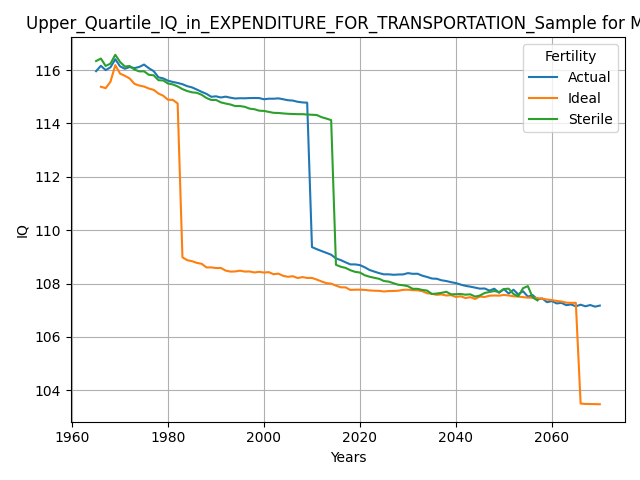 Upper_Quartile_IQ_in_EXPENDITURE_FOR_TRANSPORTATION_Sample for M
Fertility
Actual
Ideal
Sterile
116
114
112
110
108
106
104
IQ
1960
1980
2000
2020
2040
2060
Years